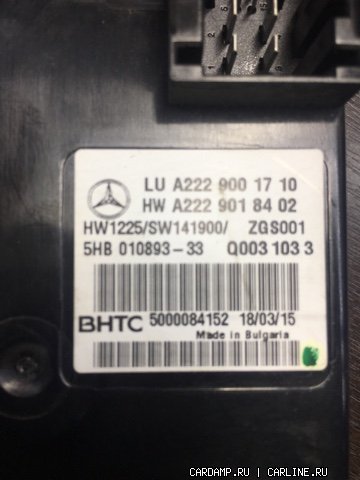 LU A222 900 17 10
HW A222 901 84 02
HW1225/SW141900/ ZGS001
5HB 010893-33 Q003 103 3
BHTC 5000084152 18/03/15
Made in Bulgaria
CARDAMP.RU | CARLINE.RU